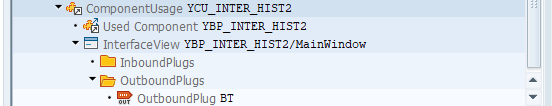 ComponentUsage YCU_INTER_HIST2
Used Component YBP_INTER_HIST2
InterfaceView YBP_INTER_HIST2/MainWindow
InboundPlugs
OutboundPlugs
OUT OutboundPlug BT